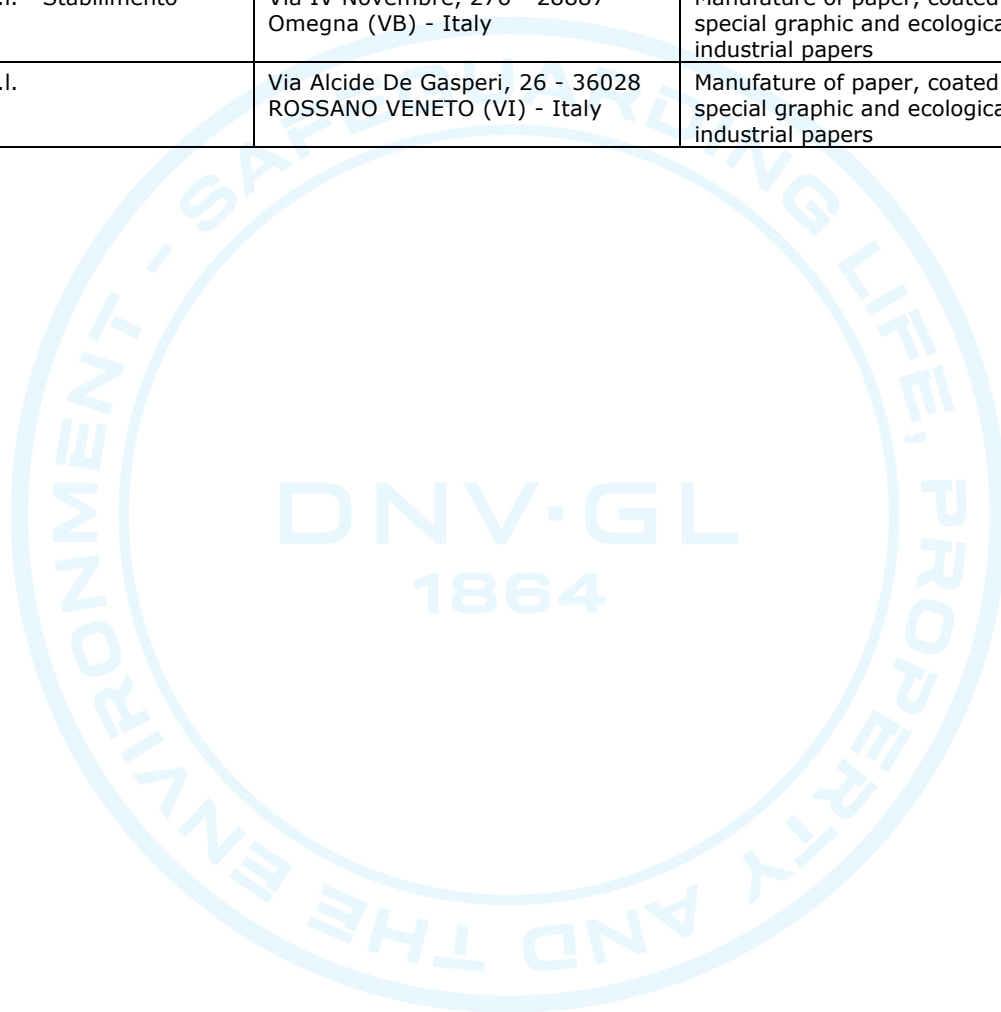 .l. - Stabilimento
Via IV Novembre, 276 - 28887
Omegna (VB) - Italy
Manufature of paper, coated
special graphic and ecologica
industrial papers
.l.
Via Alcide De Gasperi, 26 - 36028
ROSSANO VENETO (VI) - Italy
Manufature of paper, coated
special graphic and ecologica
industrial papers
SAFEGUARDING LIFE, PROPERTY AND THE ENVIRONMENT -
DNV·GL
1864